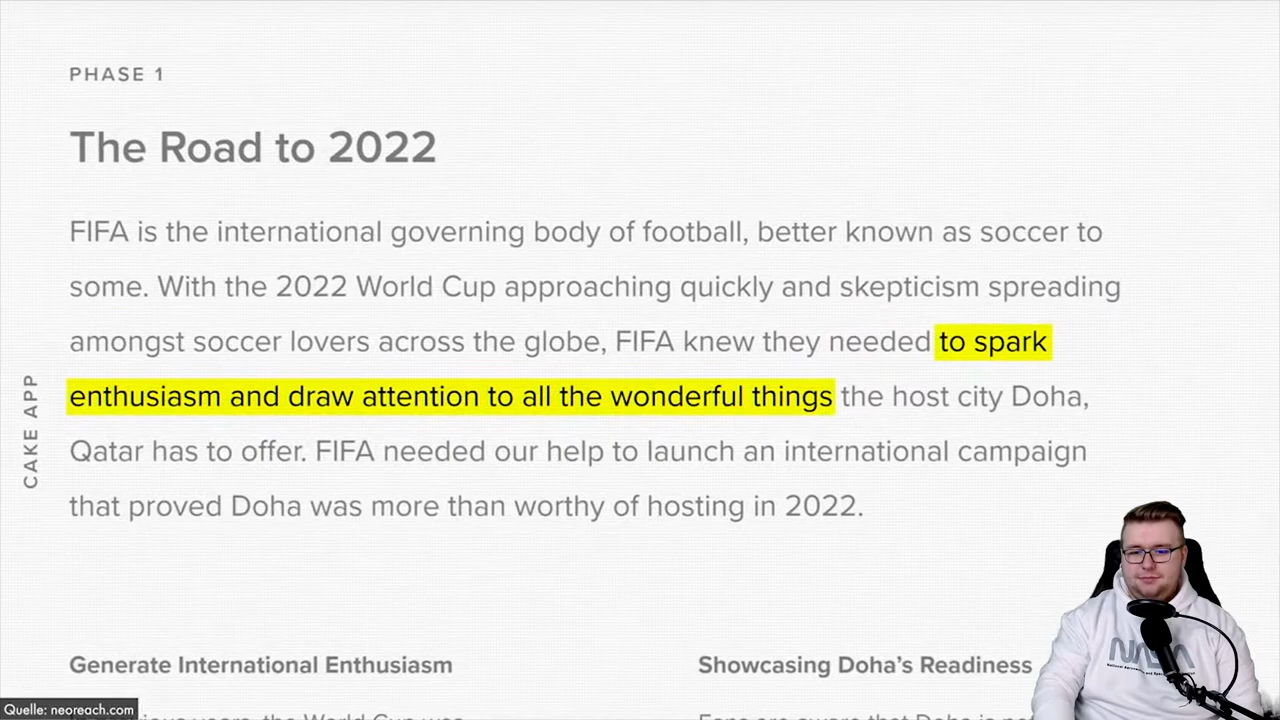 PHASE 1
The Road to 2022
FIFA is the international governing body of football, better known as soccer to
some. With the 2022 World Cup approaching quickly and skepticism spreading
amongst soccer lovers across the globe, FIFA knew they needed to spark
enthusiasm and draw attention to all the wonderful things the host city Doha,
Qatar has to offer. FIFA needed our help to launch an international campaign
that proved Doha was more than worthy of hosting in 2022.
CAKE APP
Generate International Enthusiasm
Showcasing Doha's Readiness
NASA
Quelle: neoreach.com